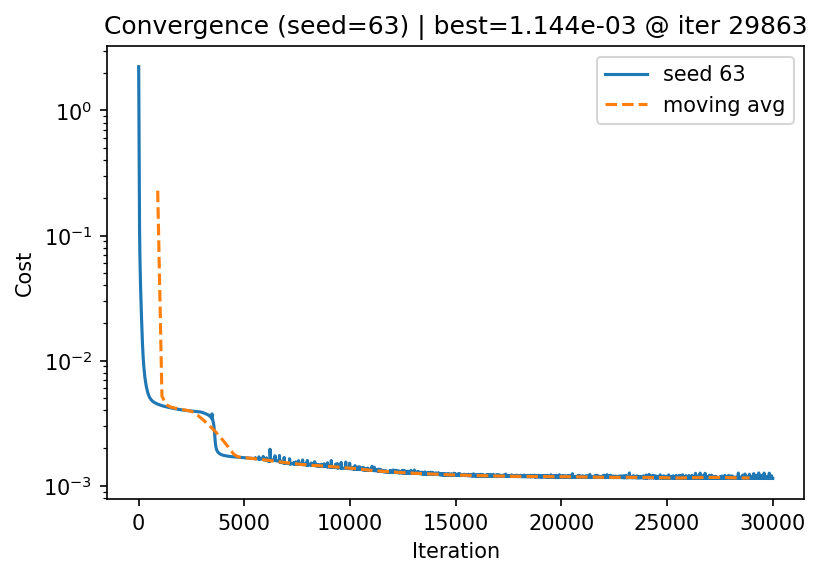 Convergence (seed=63) | best=1.144e-03 @ iter 29863
seed 63
moving avg
10⁰
10⁻¹
10⁻²
10⁻³
Cost
0 5000 10000 15000 20000 25000 30000
Iteration